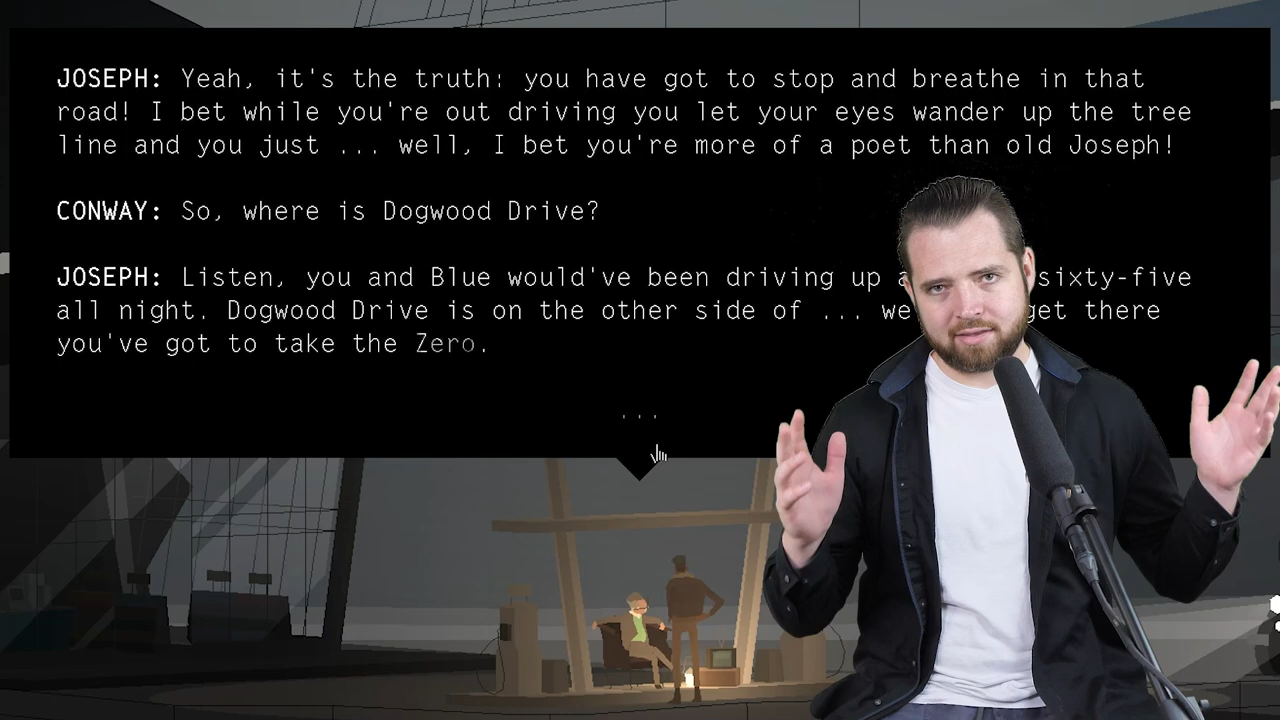 JOSEPH: Yeah, it's the truth: you have got to stop and breathe in that
road! I bet while you're out driving you let your eyes wander up the tree
line and you just ... well, I bet you're more of a poet than old Joseph!
CONWAY: So, where is Dogwood Drive?
JOSEPH: Listen, you and Blue would've been driving up sixty-five
all night. Dogwood Drive is on the other side of ... get there
you've got to take the Zero.
...